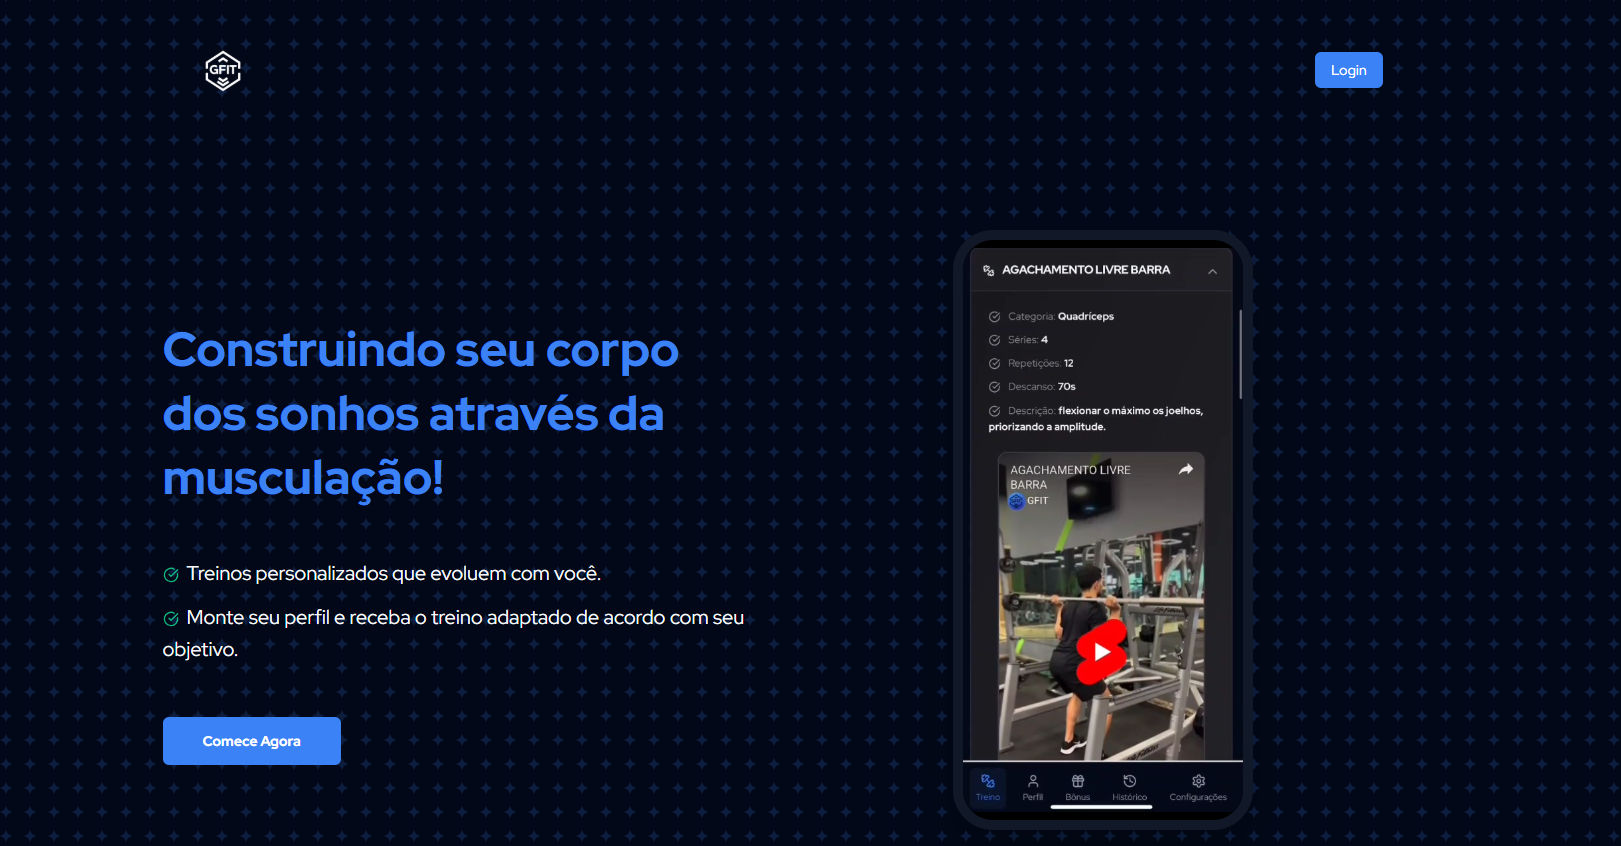 GFIT
Login
Construindo seu corpo
dos sonhos através da
musculação!
Treinos personalizados que evoluem com você.
Monte seu perfil e receba o treino adaptado de acordo com seu
objetivo.
Comece Agora
AGACHAMENTO LIVRE BARRA
Categoria: Quadríceps
Séries: 4
Repetições: 12
Descanso: 70s
Descrição: flexionar o máximo os joelhos,
priorizando a amplitude.
AGACHAMENTO LIVRE
BARRA
GFIT
Treino
Perfil
Bônus
Histórico
Configurações